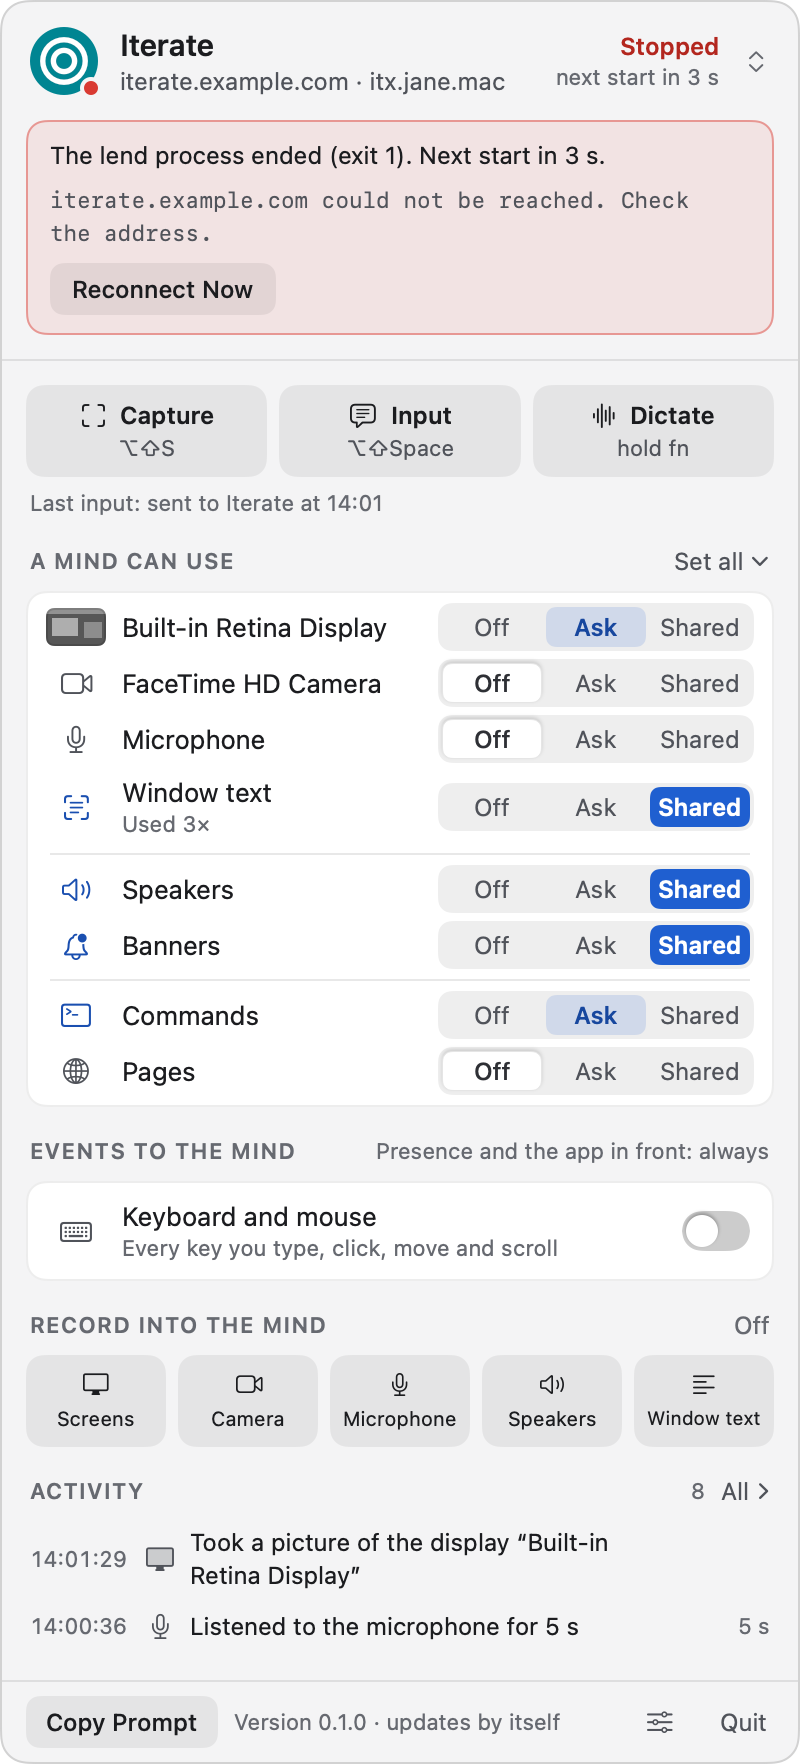 Iterate
iterate.example.com · itx.jane.mac
Stopped
next start in 3 s
The lend process ended (exit 1). Next start in 3 s.
iterate.example.com could not be reached. Check
the address.
Reconnect Now
Capture
⌥⇧S
Input
⌥⇧Space
Dictate
hold fn
Last input: sent to Iterate at 14:01
A MIND CAN USE
Set all
Built-in Retina Display Off Ask Shared
FaceTime HD Camera Off Ask Shared
Microphone Off Ask Shared
Window text
Used 3×
Off Ask Shared
Speakers Off Ask Shared
Banners Off Ask Shared
Commands Off Ask Shared
Pages Off Ask Shared
EVENTS TO THE MIND
Presence and the app in front: always
Keyboard and mouse
Every key you type, click, move and scroll
RECORD INTO THE MIND
Off
Screens
Camera
Microphone
Speakers
Window text
ACTIVITY
8 All
14:01:29
Took a picture of the display “Built-in
Retina Display”
14:00:36 Listened to the microphone for 5 s 5 s
Copy Prompt
Version 0.1.0 · updates by itself
Quit